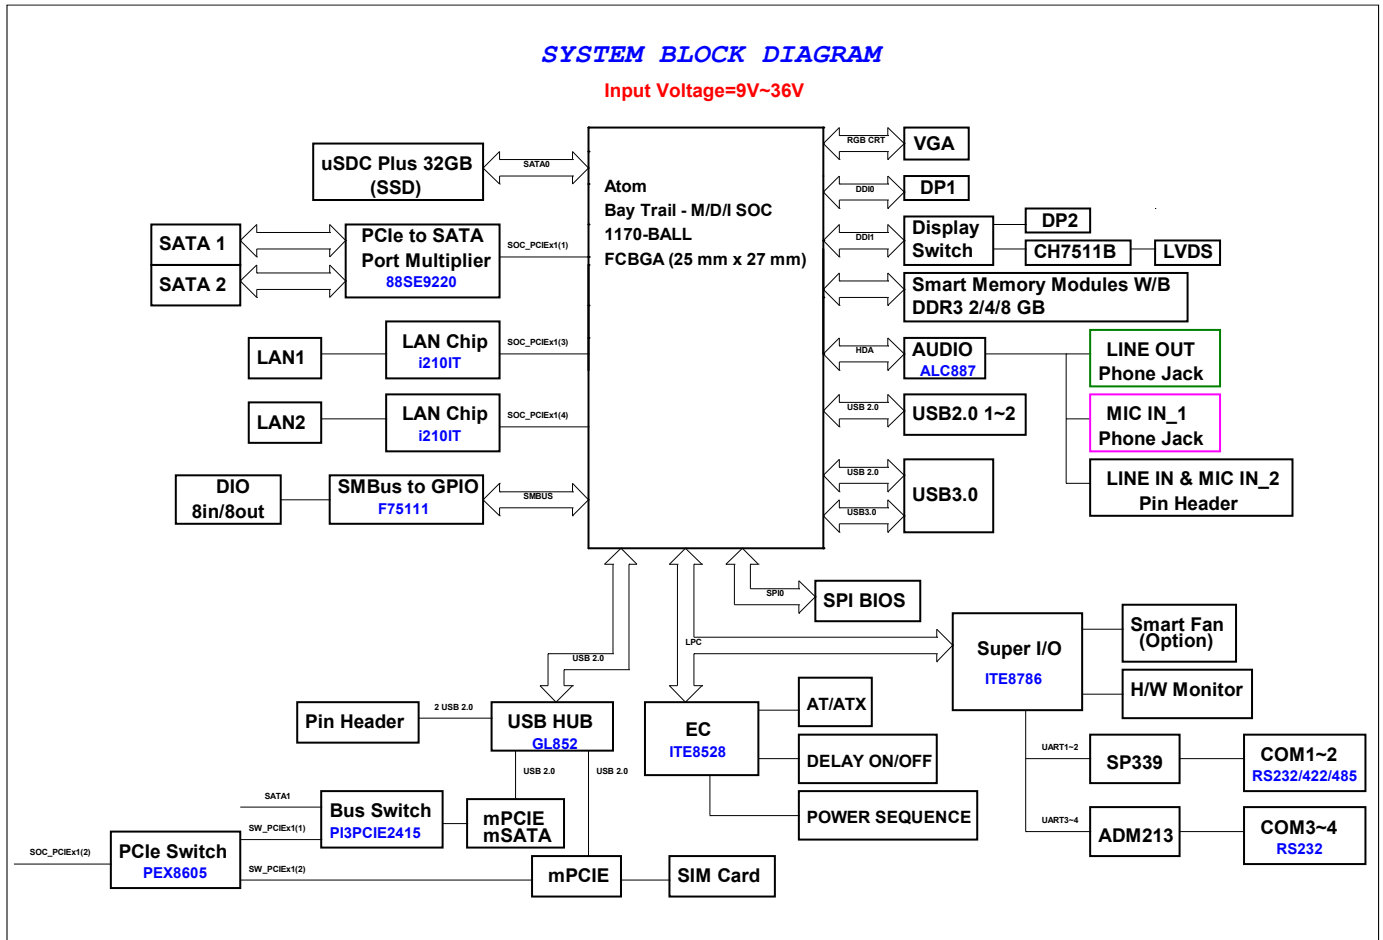 SYSTEM BLOCK DIAGRAM
Input Voltage=9V~36V
uSDC Plus 32GB
(SSD)
SATA0
SATA 1
SATA 2
PCIe to SATA
Port Multiplier
88SE9220
SOC_PCIEx1(1)
LAN1
LAN Chip
i210IT
SOC_PCIEx1(3)
LAN2
LAN Chip
i210IT
SOC_PCIEx1(4)
DIO
8in/8out
SMBus to GPIO
F75111
SMBUS
Atom
Bay Trail - M/D/I SOC
1170-BALL
FCBGA (25 mm x 27 mm)
RGB CRT
VGA
DDI0
DP1
DDI1
Display
Switch
DP2
CH7511B
LVDS
Smart Memory Modules W/B
DDR3 2/4/8 GB
HDA
AUDIO
ALC887
LINE OUT
Phone Jack
MIC IN_1
Phone Jack
LINE IN & MIC IN_2
Pin Header
USB 2.0
USB2.0 1~2
USB 2.0
USB3.0
USB3.0
SPI0
SPI BIOS
LPC
USB 2.0
Super I/O
ITE8786
Smart Fan
(Option)
H/W Monitor
Pin Header
2 USB 2.0
USB HUB
GL852
EC
ITE8528
AT/ATX
DELAY ON/OFF
POWER SEQUENCE
UART1~2
SP339
COM1~2
RS232/422/485
UART3~4
ADM213
COM3~4
RS232
USB 2.0
USB 2.0
SATA1
SW_PCIEx1(1)
Bus Switch
PI3PCIE2415
mPCIE
mSATA
SOC_PCIEx1(2)
PCIe Switch
PEX8605
SW_PCIEx1(2)
mPCIE
SIM Card